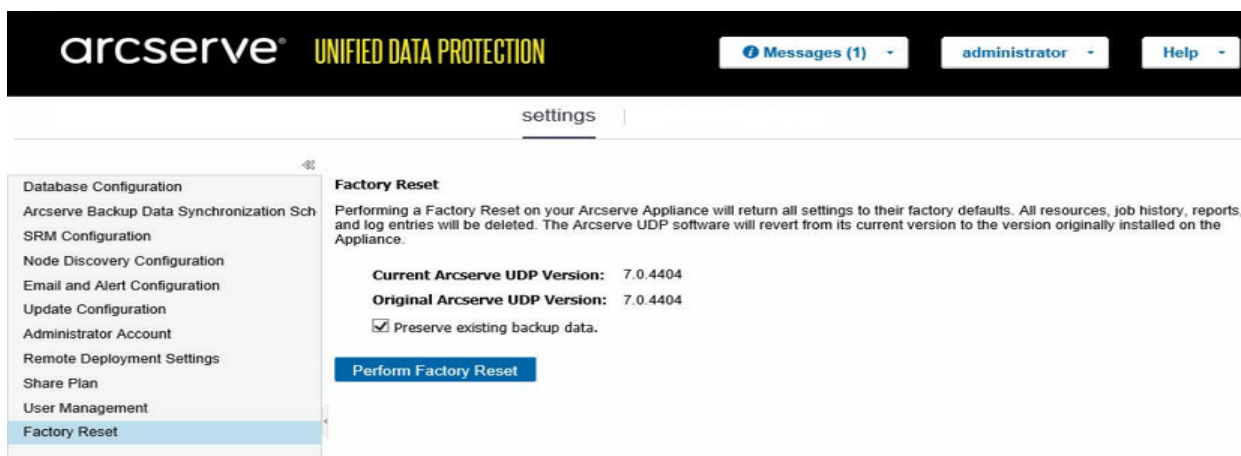 arcserve® UNIFIED DATA PROTECTION
Messages (1)
administrator
Help
settings
Database Configuration
Arcserve Backup Data Synchronization Sch
SRM Configuration
Node Discovery Configuration
Email and Alert Configuration
Update Configuration
Administrator Account
Remote Deployment Settings
Share Plan
User Management
Factory Reset
Factory Reset
Performing a Factory Reset on your Arcserve Appliance will return all settings to their factory defaults. All resources, job history, reports,
and log entries will be deleted. The Arcserve UDP software will revert from its current version to the version originally installed on the
Appliance.
Current Arcserve UDP Version: 7.0.4404
Original Arcserve UDP Version: 7.0.4404
Preserve existing backup data.
Perform Factory Reset